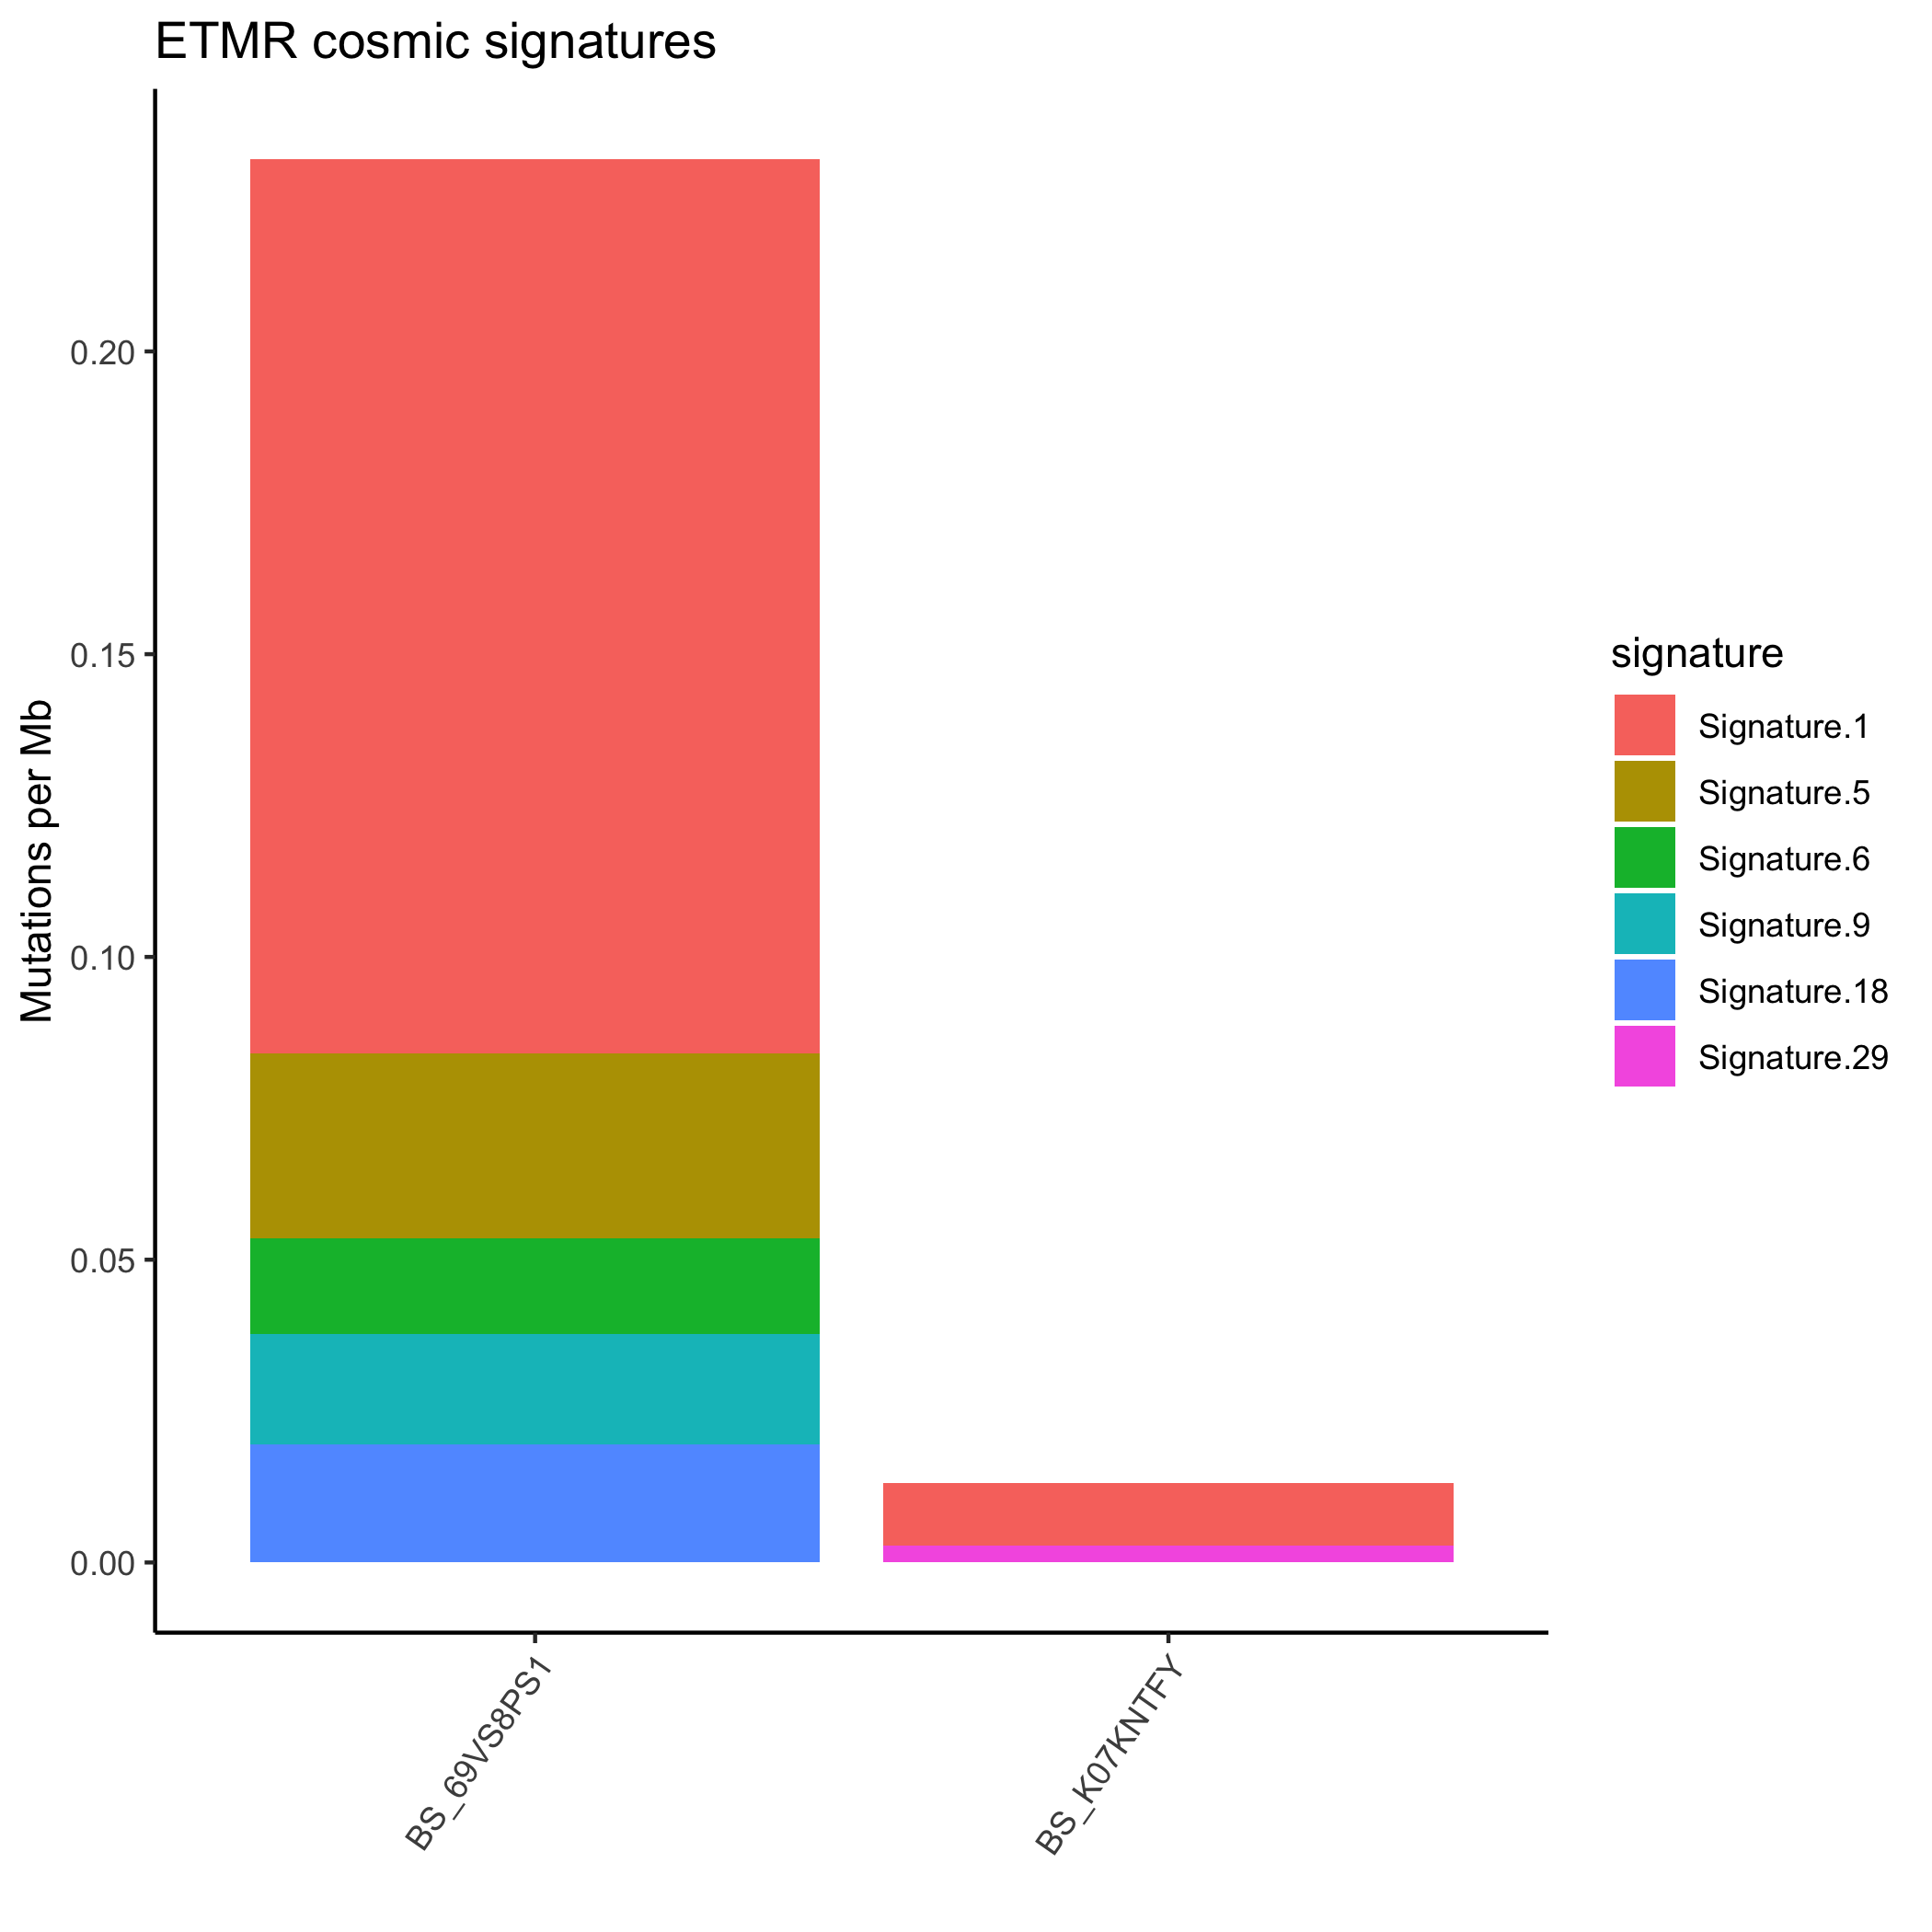 ETMR cosmic signatures
Mutations per Mb
0.20
0.15
0.10
0.05
0.00
BS_69VS8PS1
BS_K07KNTFY
signature
Signature.1
Signature.5
Signature.6
Signature.9
Signature.18
Signature.29